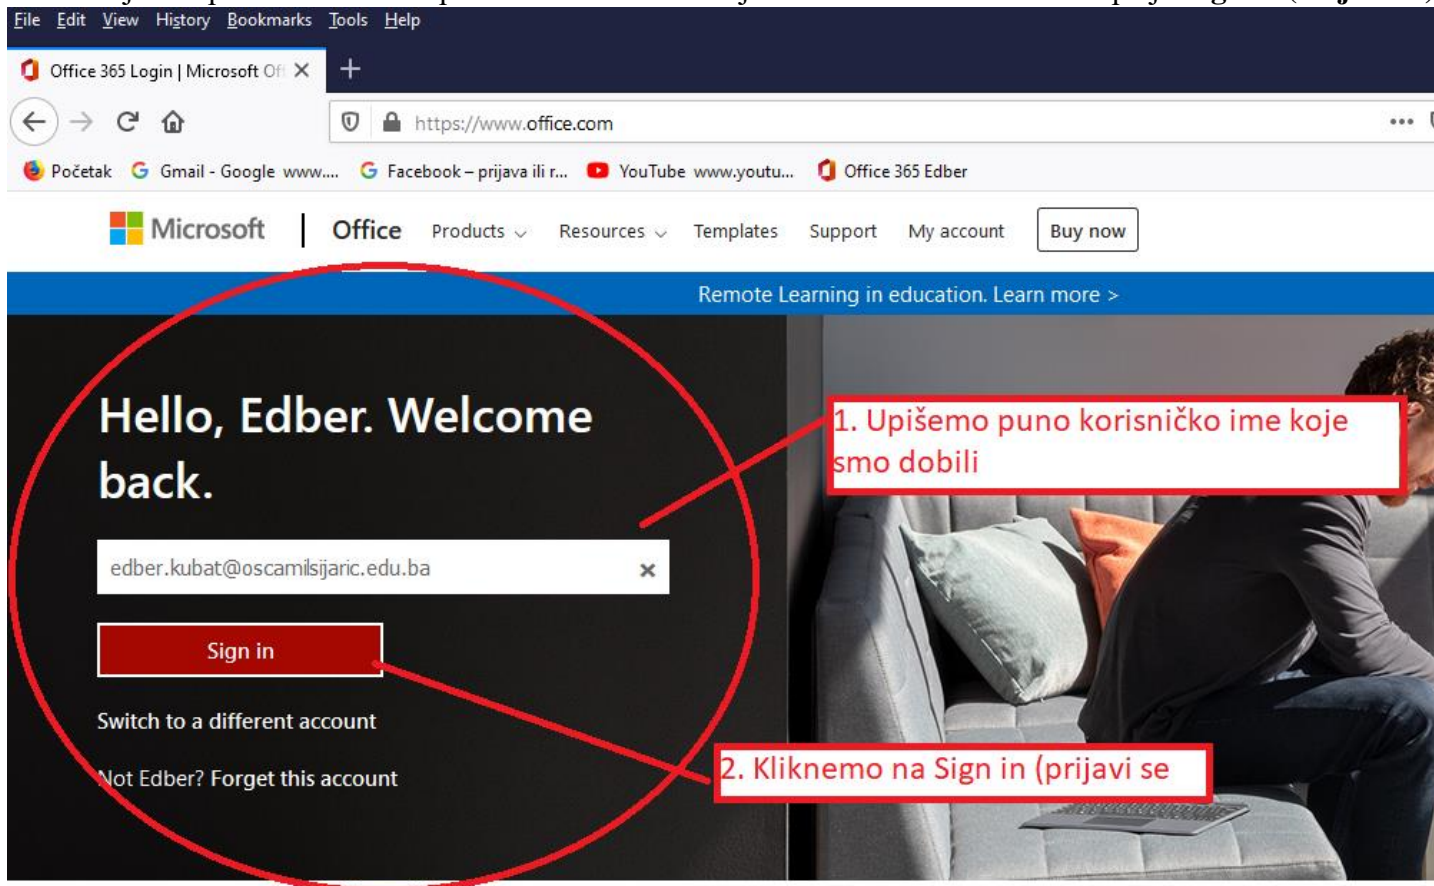 File Edit View History Bookmarks Tools Help
Office 365 Login | Microsoft Of
https://www.office.com
Početak Gmail - Google www.... Facebook – prijava ili r... YouTube www.youtu... Office 365 Edber
Microsoft | Office Products Resources Templates Support My account Buy now
Remote Learning in education. Learn more >
Hello, Edber. Welcome
back.
1. Upišemo puno korisničko ime koje
smo dobili
edber.kubat@oscamilsijaric.edu.ba
Sign in
Switch to a different account
2. Kliknemo na Sign in (prijavi se
Not Edber? Forget this account